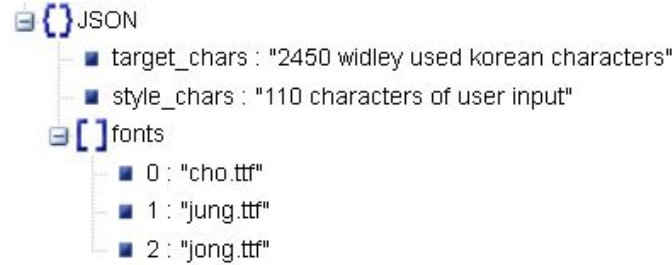 JSON
target_chars : "2450 widley used korean characters"
style_chars : "110 characters of user input"
fonts
0 : "cho.ttf"
1 : "jung.ttf"
2 : "jong.ttf"